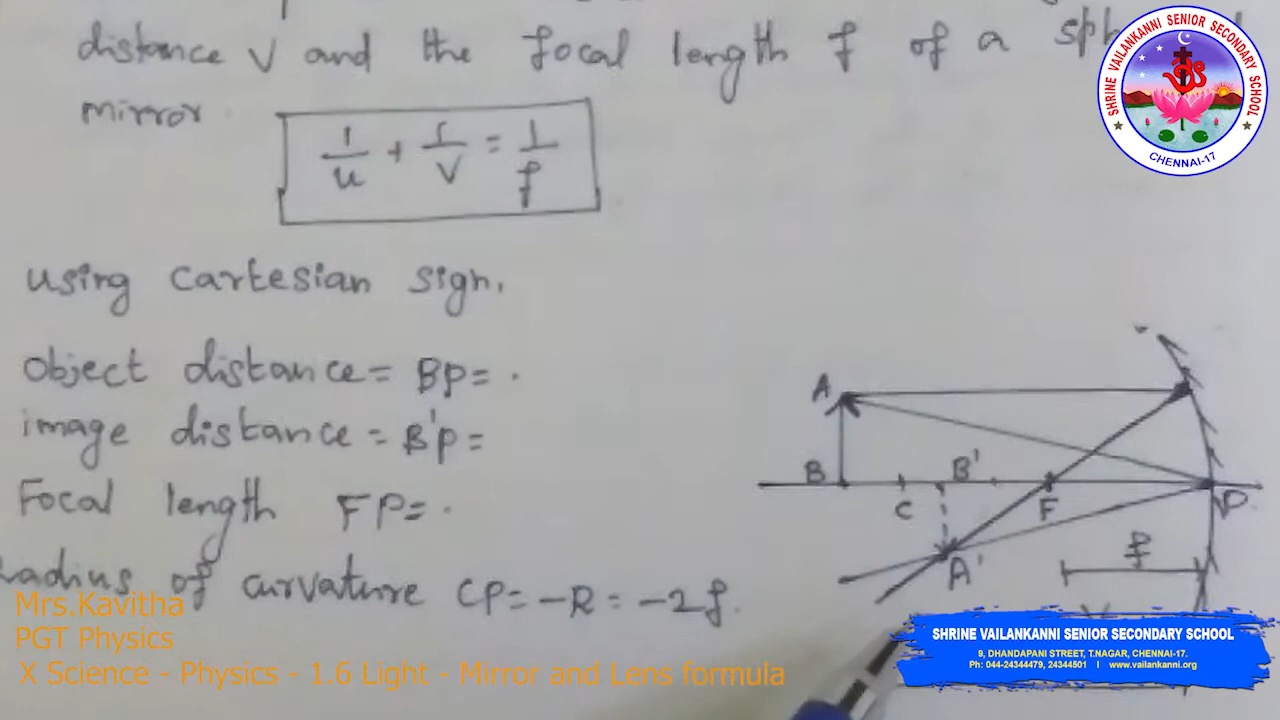 distance v and the focal length f of a sph
mirror
1/u + 1/v = 1/f
using cartesian sign.
object distance = BP = .
image distance = B'P =
Focal length FP = .
Radius of curvature CP = -R = -2f.
A
B
C
B'
F
P
A'
f
Mrs.Kavitha
PGT Physics
X Science - Physics - 1.6 Light - Mirror and Lens formula
SHRINE VAILANKANNI SENIOR SECONDARY SCHOOL
CHENNAI-17
SHRINE VAILANKANNI SENIOR SECONDARY SCHOOL
9, DHANDAPANI STREET, T.NAGAR, CHENNAI-17.
Ph: 044-24344479, 24344501 I www.vailankanni.org